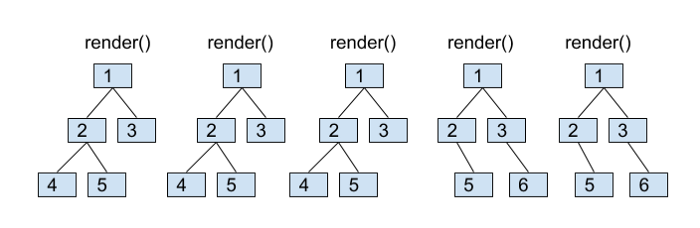 render() render() render() render() render()
1 1 1 1 1
2 3 2 3 2 3 2 3 2 3
4 5 4 5 4 5 5 6 5 6